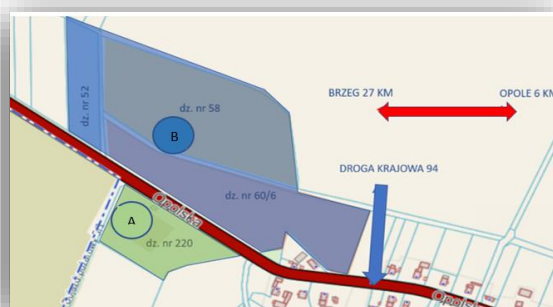 BRZEG 27 KM
OPOLE 6 KM
dz. nr 52
dz. nr 58
B
DROGA KRAJOWA 94
dz. nr 60/6
Opolska
A
dz. nr 220
Opolska